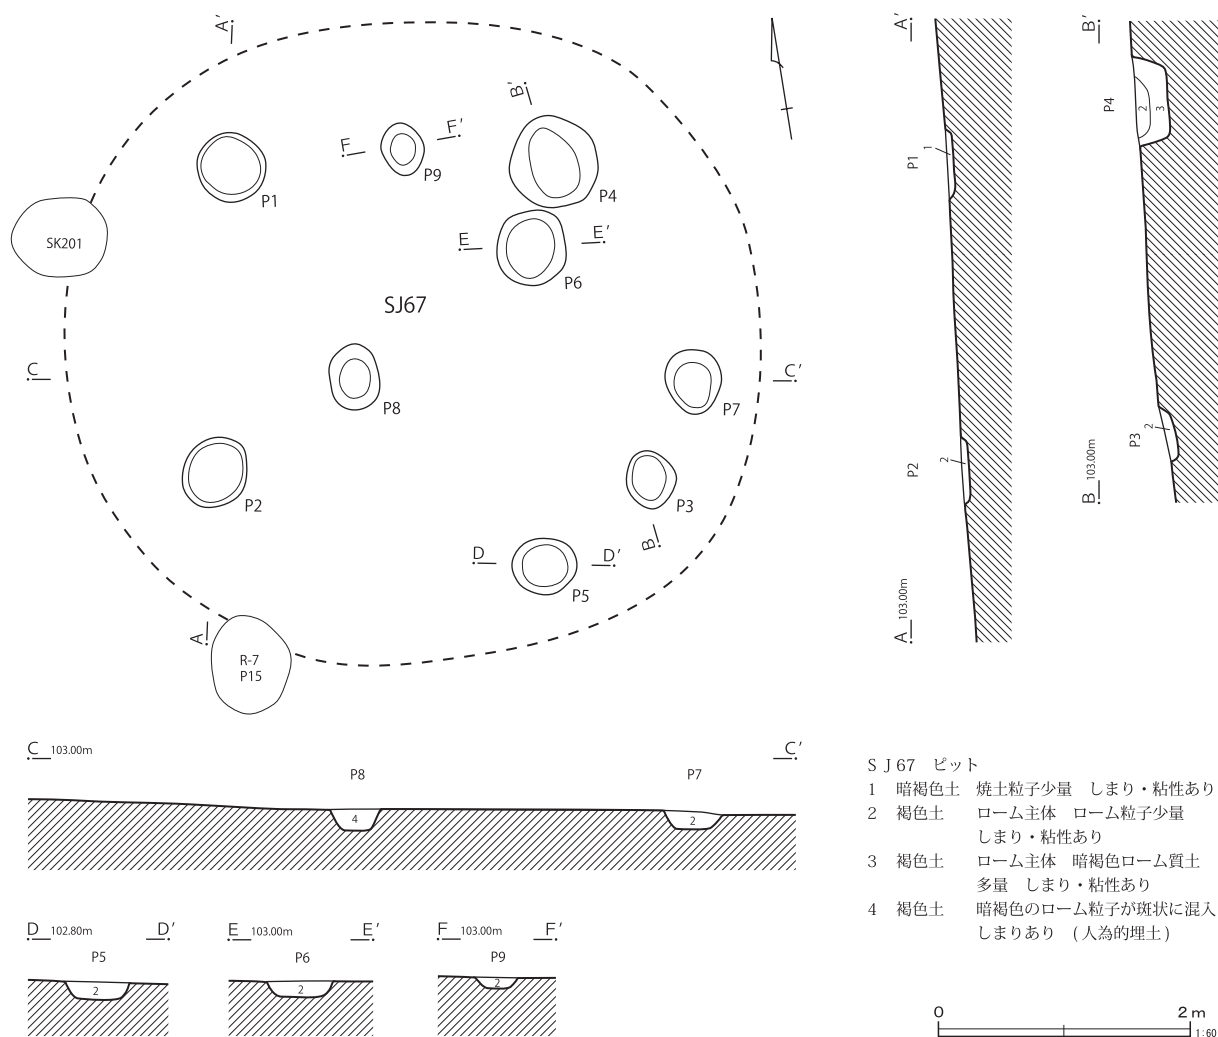 A'
B'
F
F'
P9
P1
P4
SK201
E
E'
P6
SJ67
C
C'
P8
P7
P2
P3
B
D
D'
P5
A
R-7
P15
A'
P1
1
P2
2
A 103.00m
B'
P4
2
3
P3
2
B 103.00m
C 103.00m
C'
P8
P7
4
2
D 102.80m
D'
P5
2
E 103.00m
E'
P6
2
F 103.00m
F'
P9
2
SJ67 ピット
1 暗褐色土 焼土粒子少量 しまり・粘性あり
2 褐色土 ローム主体 ローム粒子少量
しまり・粘性あり
3 褐色土 ローム主体 暗褐色ローム質土
多量 しまり・粘性あり
4 褐色土 暗褐色のローム粒子が斑状に混入
しまりあり (人為的埋土)
0 2m
1:60